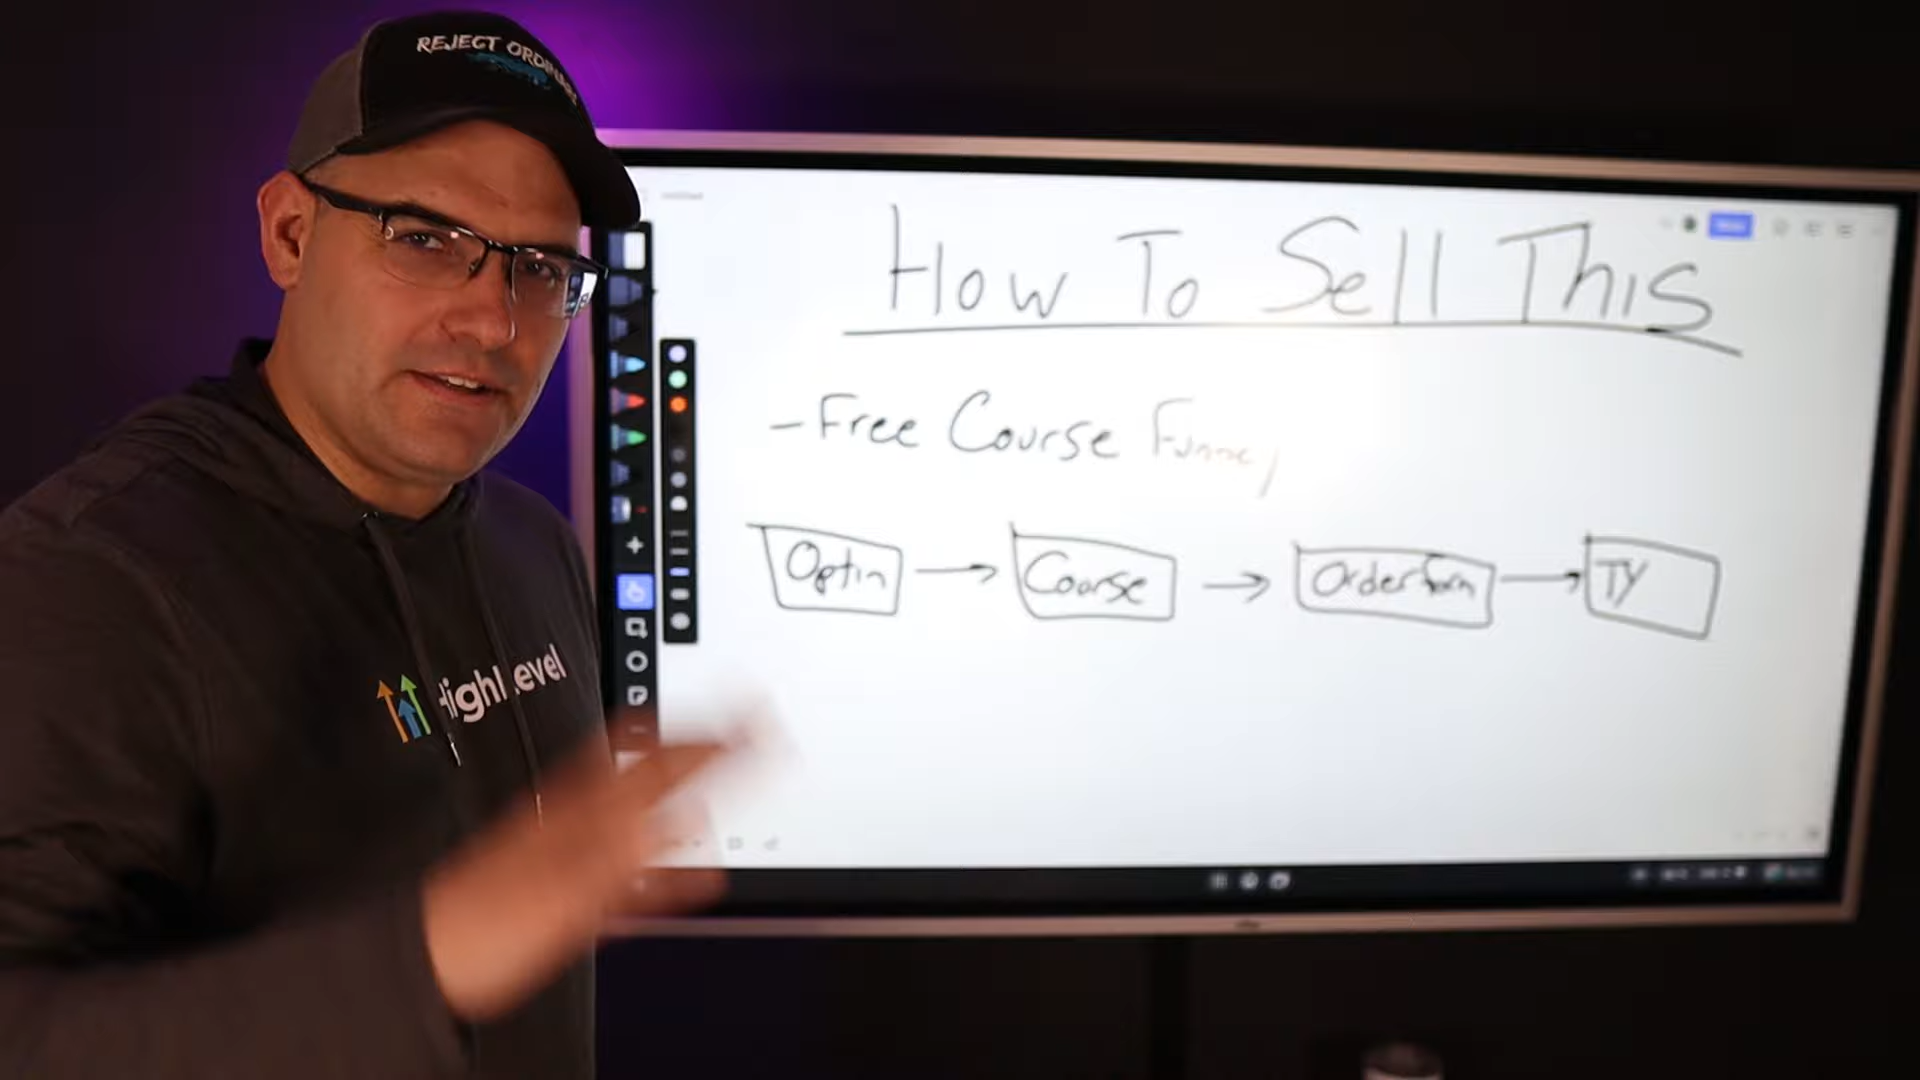 REJECT ORDINARY
How To Sell This
- Free Course Funnel
Optin → Course → Orderform → TY
HighLevel